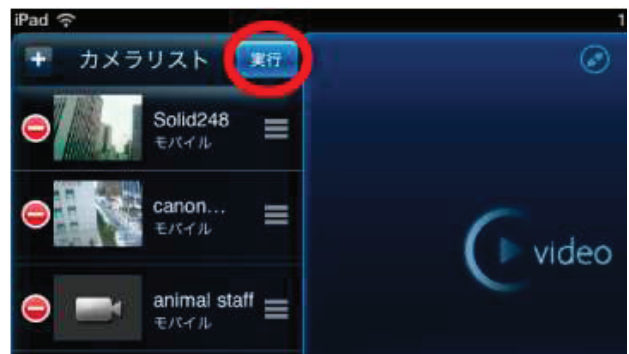 iPad
1
カメラリスト 実行
Solid248
モバイル
canon...
モバイル
video
animal staff
モバイル